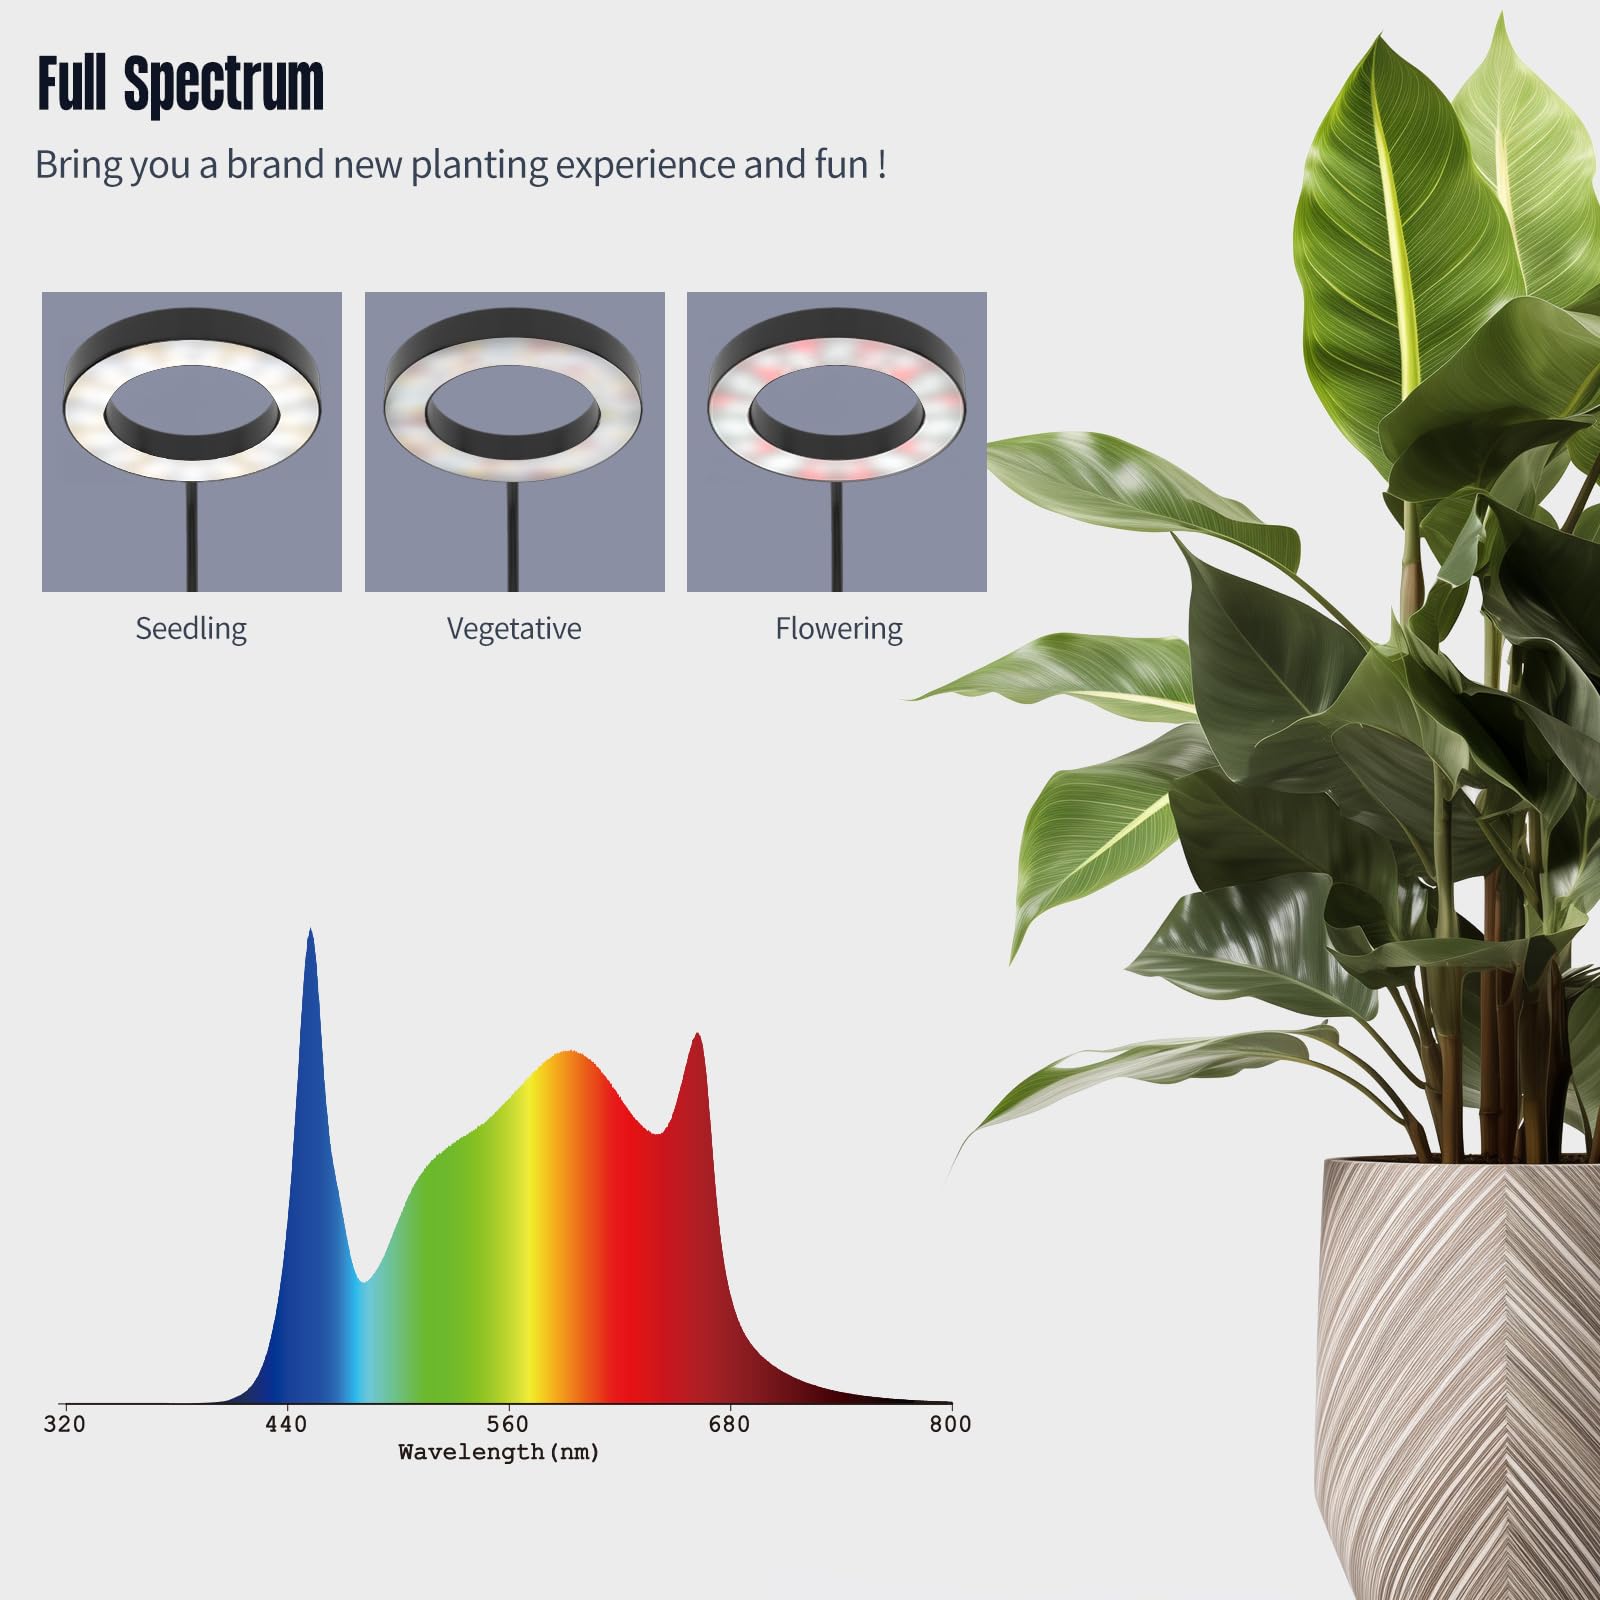 Full Spectrum
Bring you a brand new planting experience and fun !
Seedling
Vegetative
Flowering
320
440
560
680
800
Wavelength(nm)